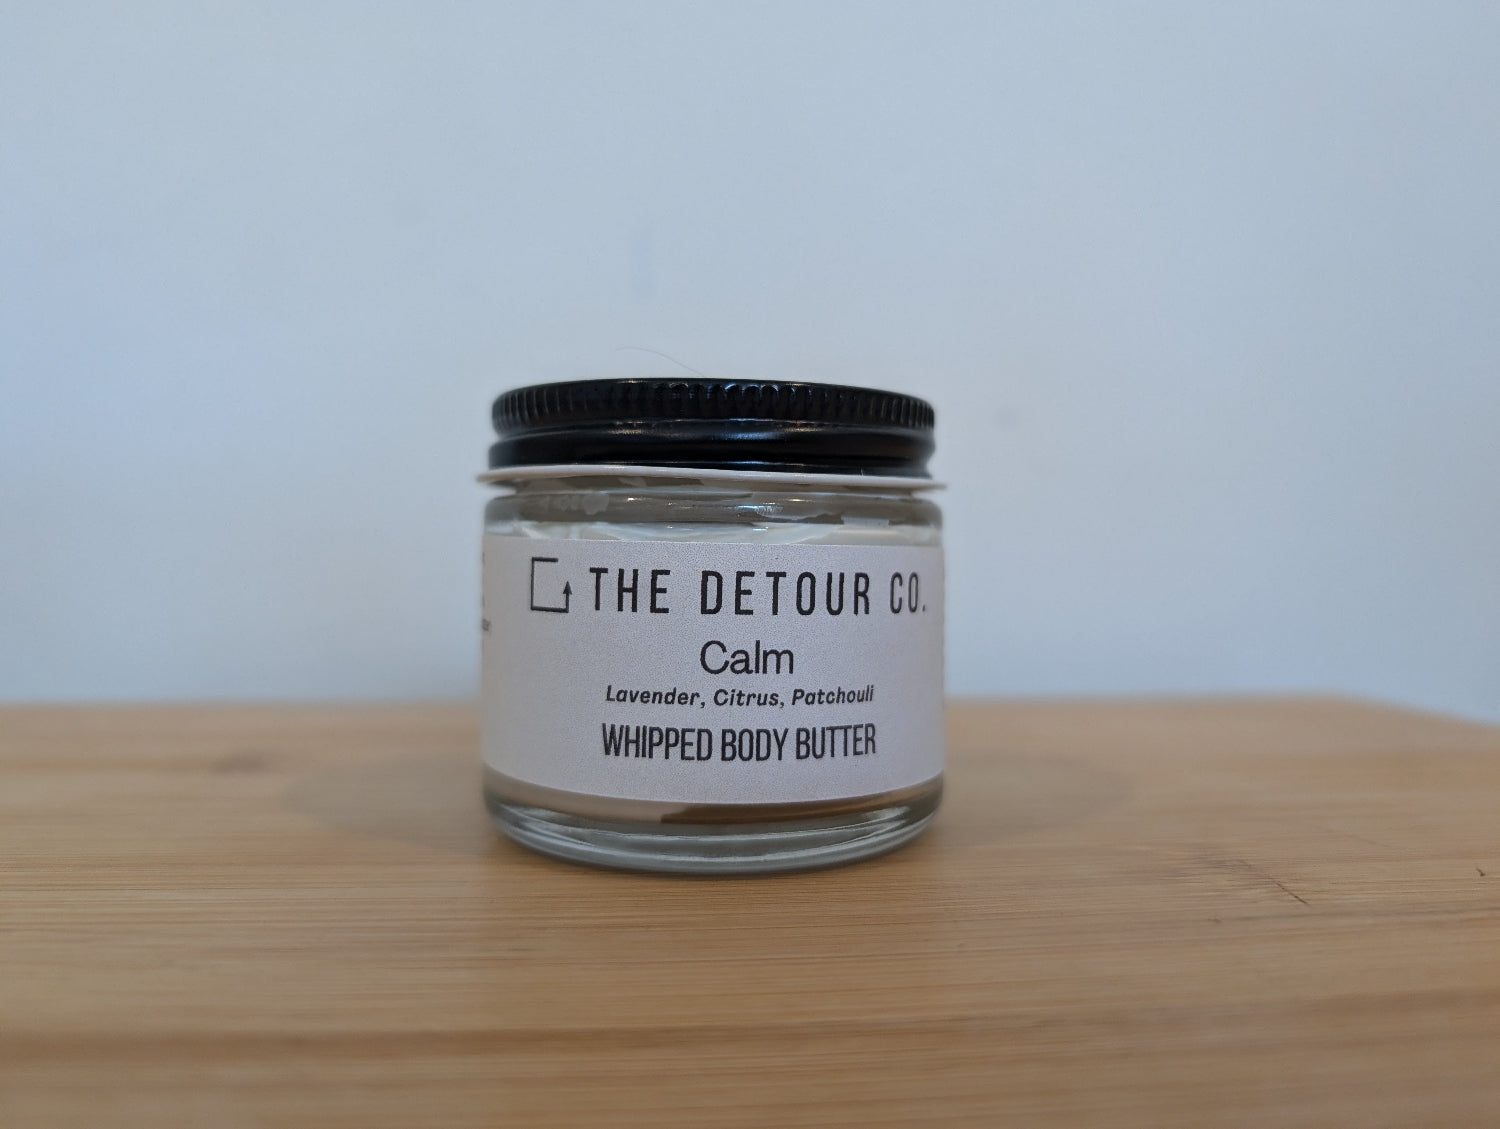 THE DETOUR CO.
Calm
Lavender, Citrus, Patchouli
WHIPPED BODY BUTTER